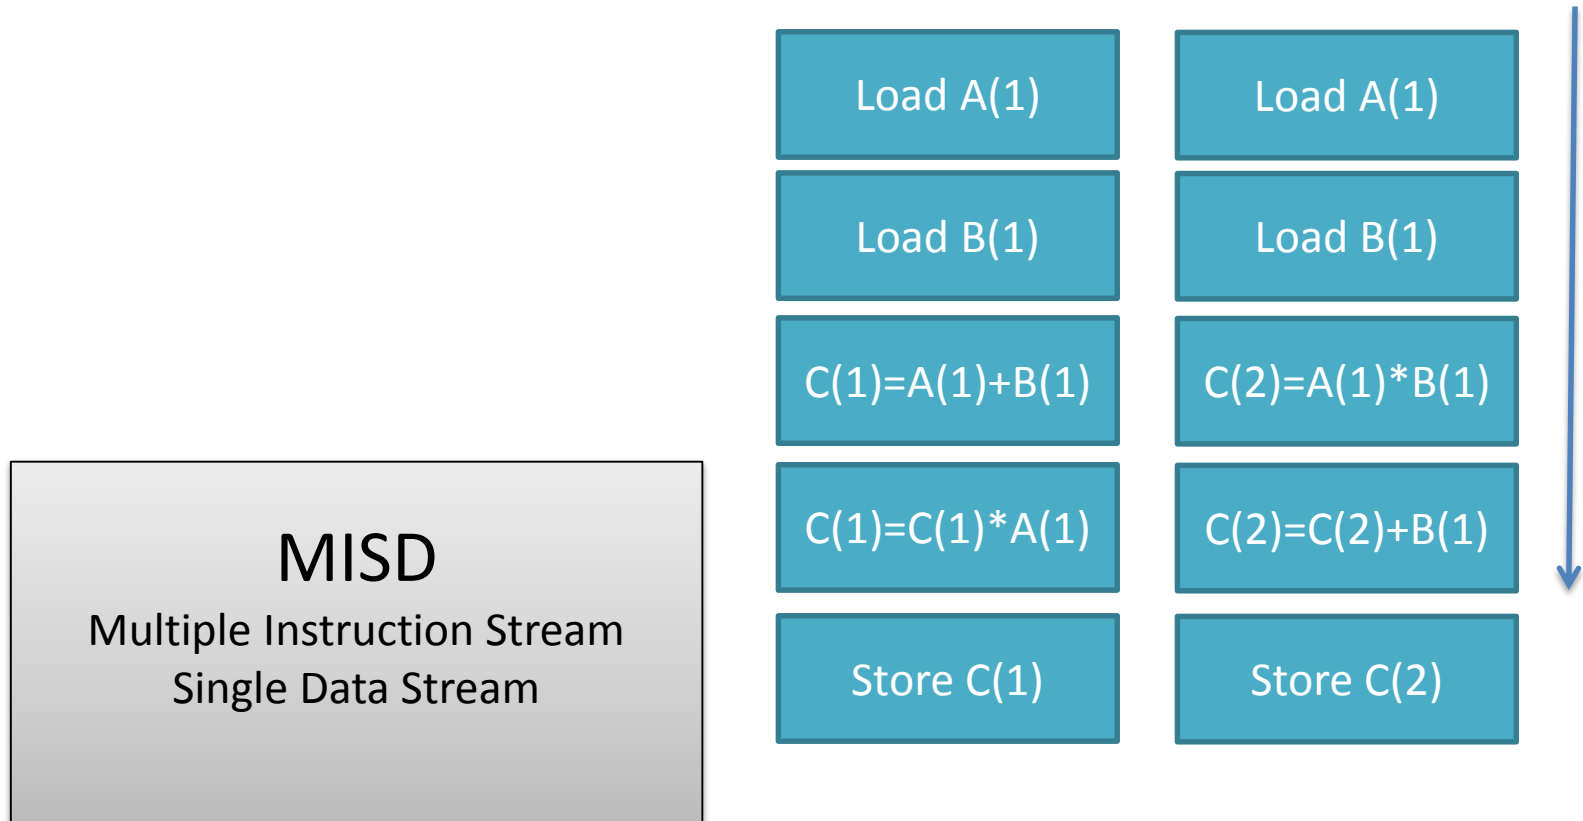 Load A(1)
Load A(1)
Load B(1)
Load B(1)
C(1)=A(1)+B(1)
C(2)=A(1)*B(1)
C(1)=C(1)*A(1)
C(2)=C(2)+B(1)
Store C(1)
Store C(2)
MISD
Multiple Instruction Stream
Single Data Stream